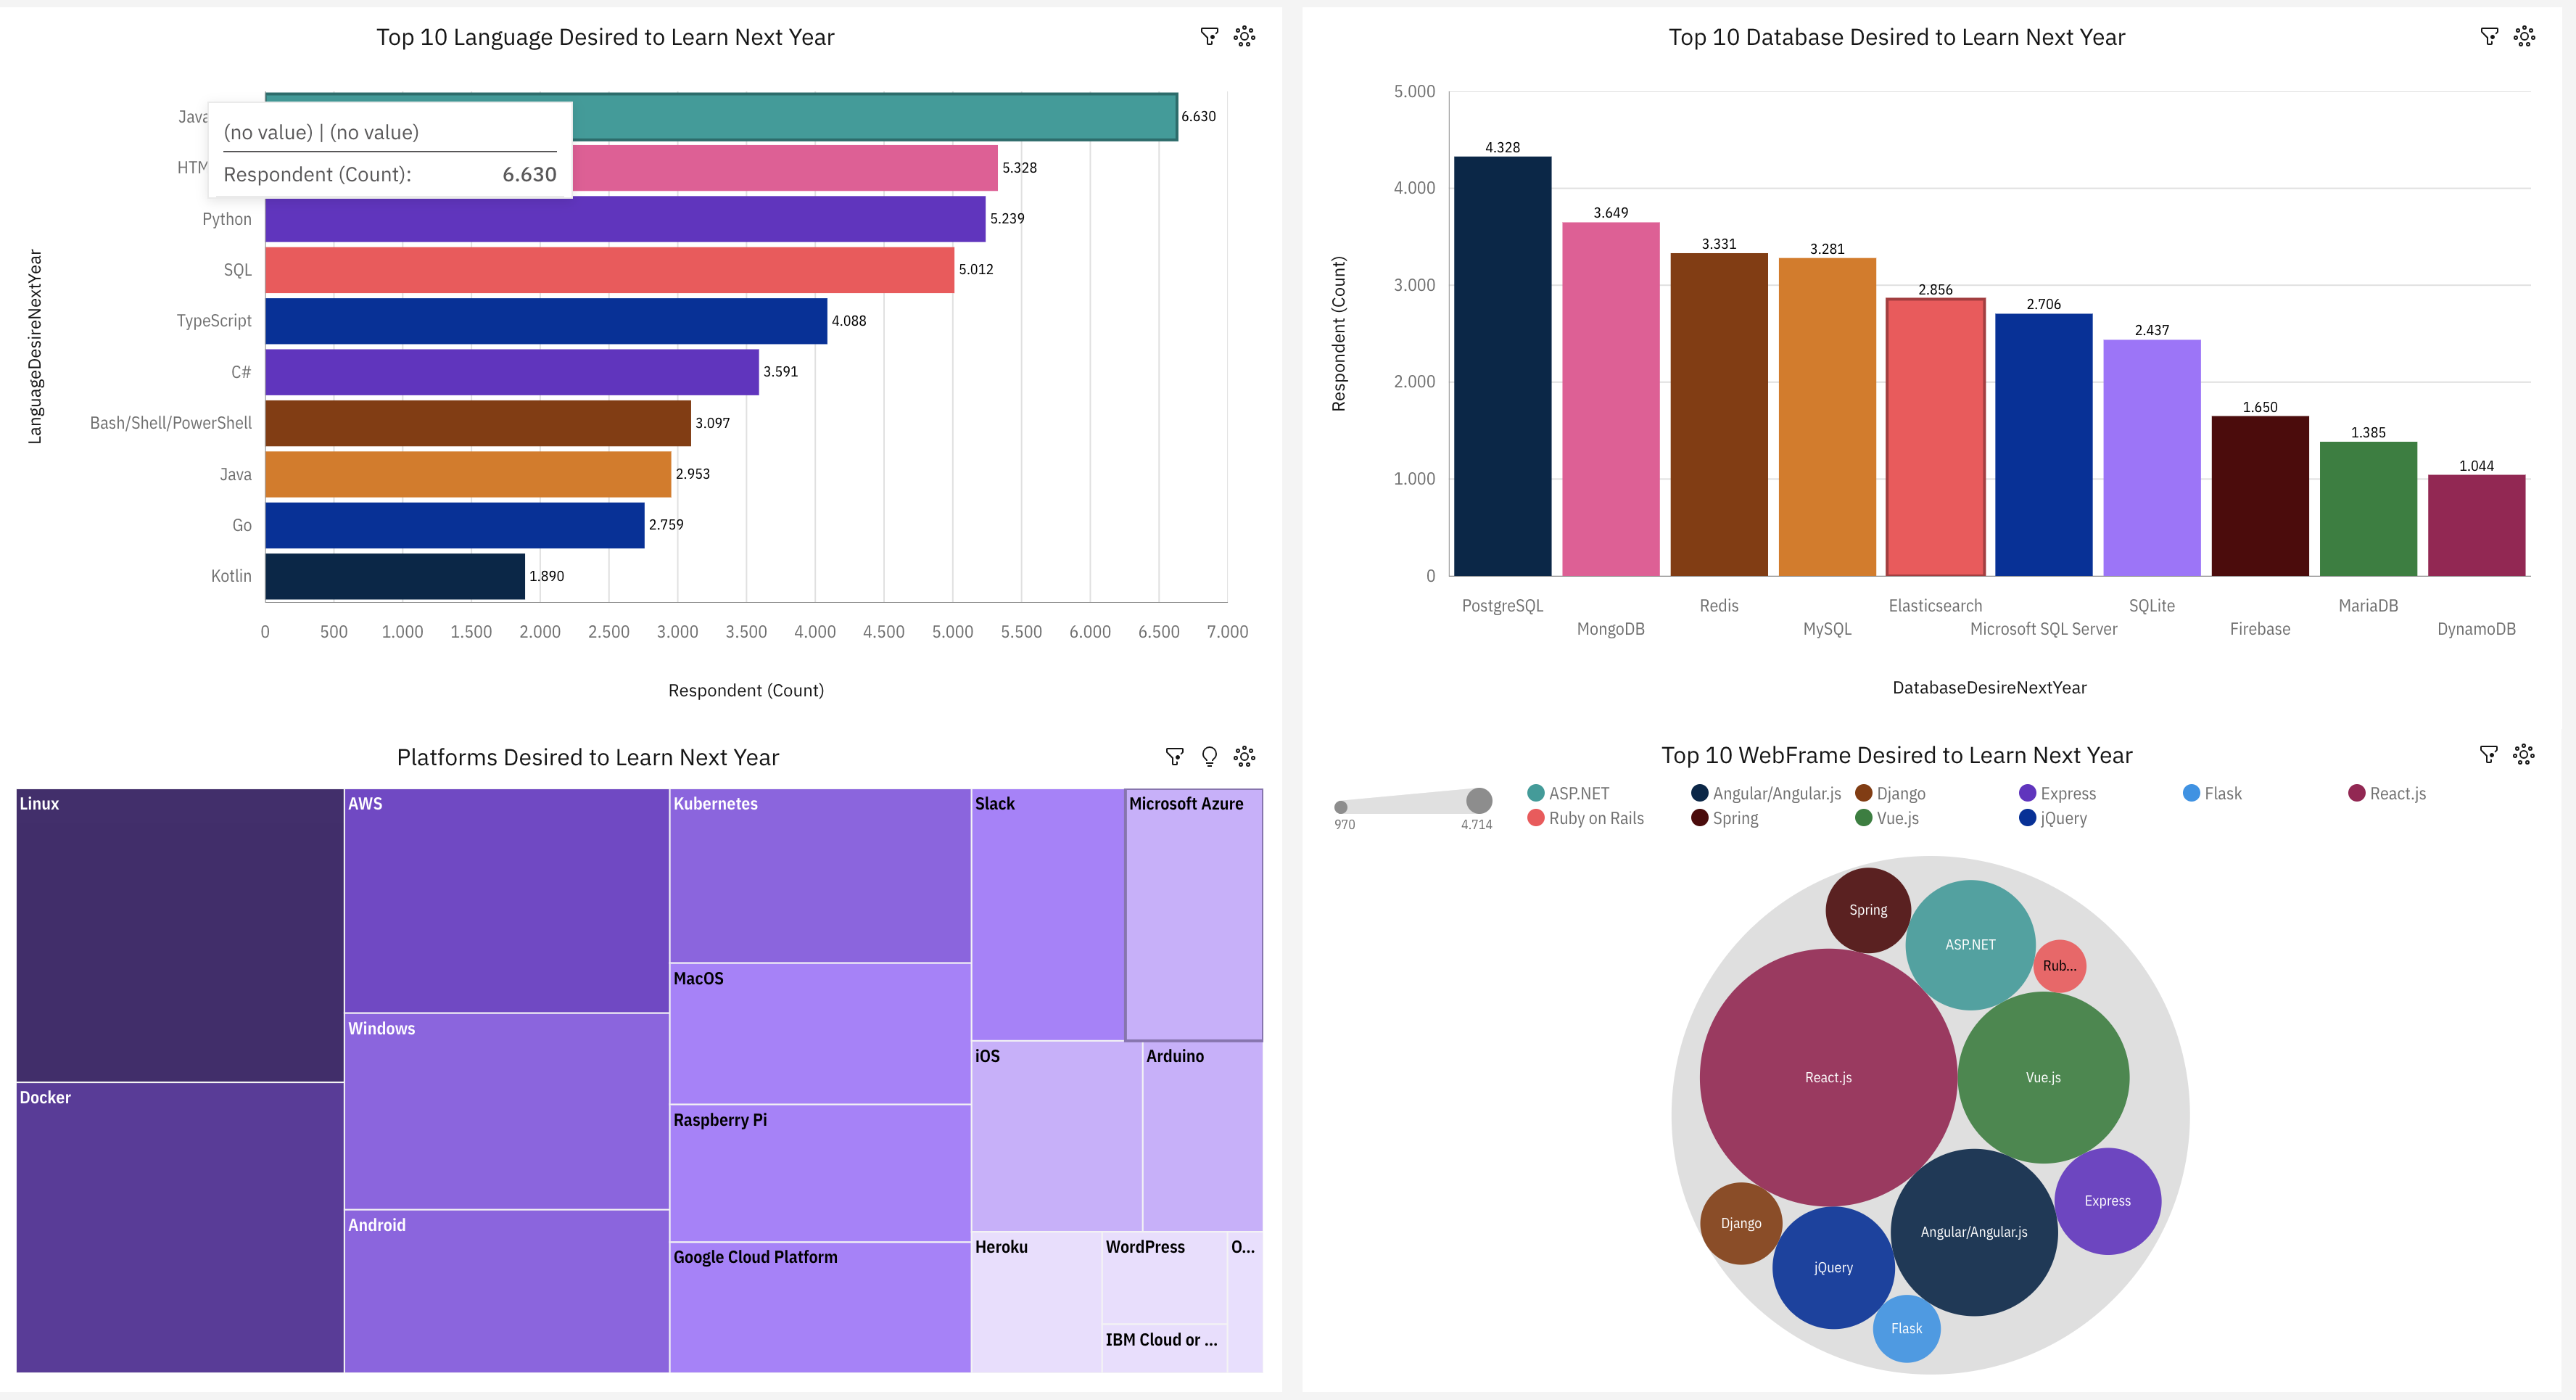 Top 10 Language Desired to Learn Next Year
LanguageDesireNextYear
Java
6.630
(no value) | (no value)
Respondent (Count): 6.630
HTM
5.328
Python 5.239
SQL 5.012
TypeScript 4.088
C# 3.591
Bash/Shell/PowerShell 3.097
Java 2.953
Go 2.759
Kotlin 1.890
0 500 1.000 1.500 2.000 2.500 3.000 3.500 4.000 4.500 5.000 5.500 6.000 6.500 7.000
Respondent (Count)
Top 10 Database Desired to Learn Next Year
Respondent (Count)
5.000
4.000
3.000
2.000
1.000
0
4.328
3.649
3.331
3.281
2.856
2.706
2.437
1.650
1.385
1.044
PostgreSQL
MongoDB
Redis
MySQL
Elasticsearch
Microsoft SQL Server
SQLite
Firebase
MariaDB
DynamoDB
DatabaseDesireNextYear
Platforms Desired to Learn Next Year
Linux
Docker
AWS
Windows
Android
Kubernetes
MacOS
Raspberry Pi
Google Cloud Platform
Slack
Microsoft Azure
iOS
Arduino
Heroku
WordPress
IBM Cloud or ...
O...
Top 10 WebFrame Desired to Learn Next Year
970 4.714
ASP.NET Angular/Angular.js Django Express Flask React.js
Ruby on Rails Spring Vue.js jQuery
Spring
ASP.NET
Rub...
React.js
Vue.js
Express
Django
Angular/Angular.js
jQuery
Flask